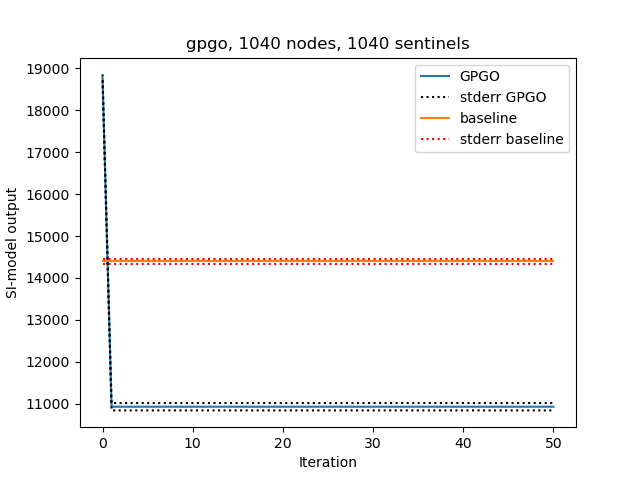 gpgo, 1040 nodes, 1040 sentinels
GPGO
stderr GPGO
baseline
stderr baseline
SI-model output
19000
18000
17000
16000
15000
14000
13000
12000
11000
0 10 20 30 40 50
Iteration